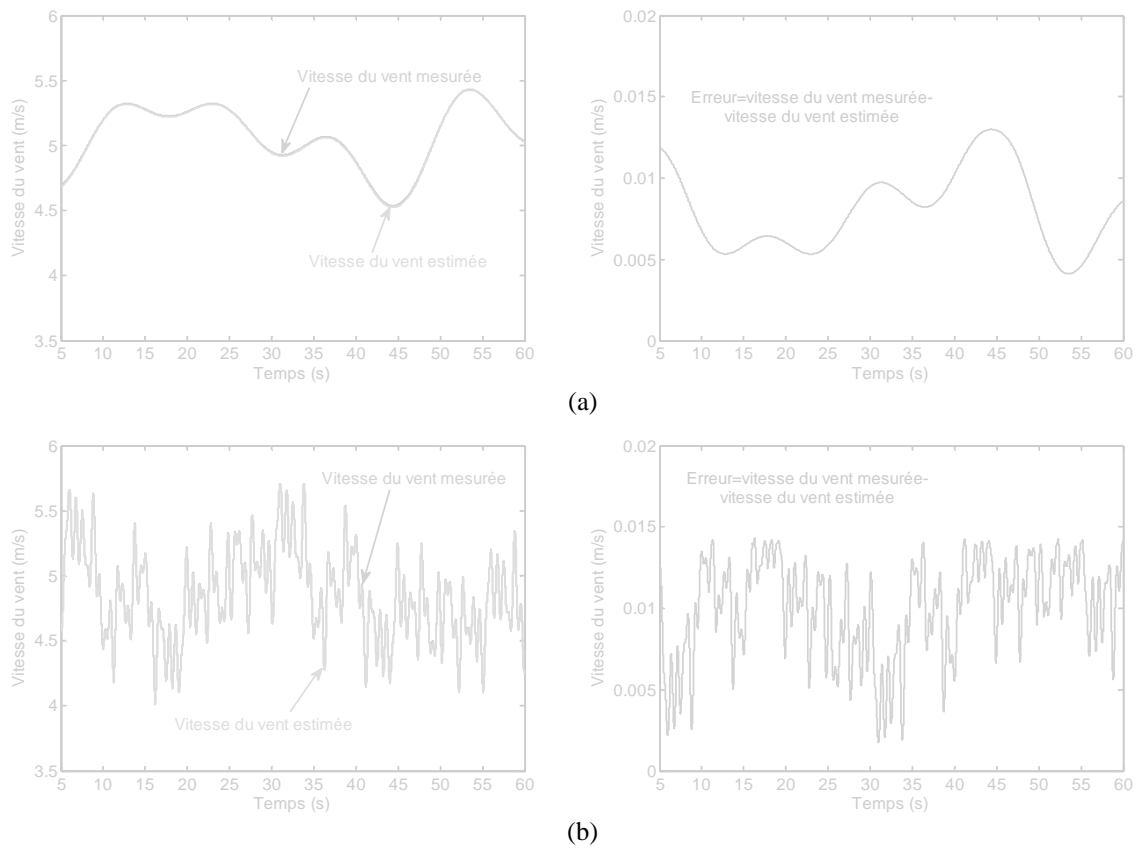 6
5.5
5
4.5
4
3.5
Vitesse du vent (m/s)
Vitesse du vent mesurée
Vitesse du vent estimée
5 10 15 20 25 30 35 40 45 50 55 60
Temps (s)
0.02
0.015
0.01
0.005
0
Vitesse du vent (m/s)
Erreur=vitesse du vent mesurée-
vitesse du vent estimée
5 10 15 20 25 30 35 40 45 50 55 60
Temps (s)
(a)
6
5.5
5
4.5
4
3.5
Vitesse du vent (m/s)
Vitesse du vent mesurée
Vitesse du vent estimée
5 10 15 20 25 30 35 40 45 50 55 60
Temps (s)
0.02
0.015
0.01
0.005
0
Vitesse du vent (m/s)
Erreur=vitesse du vent mesurée-
vitesse du vent estimée
5 10 15 20 25 30 35 40 45 50 55 60
Temps (s)
(b)